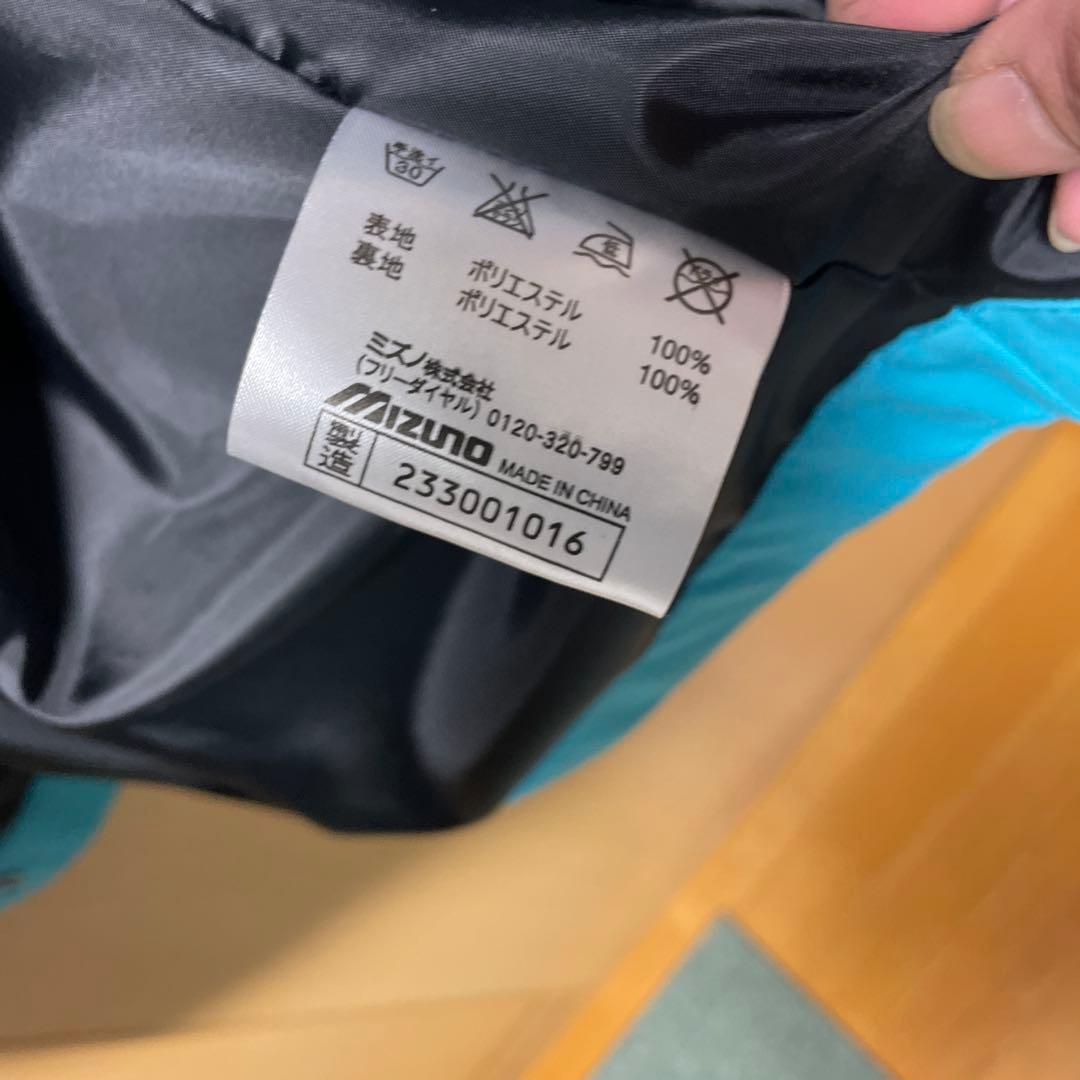 手洗イ
30
低
表地 ポリエステル 100%
裏地 ポリエステル 100%
ミズノ株式会社
(フリーダイヤル) 0120-320-799
MIZUNO MADE IN CHINA
製造 233001016